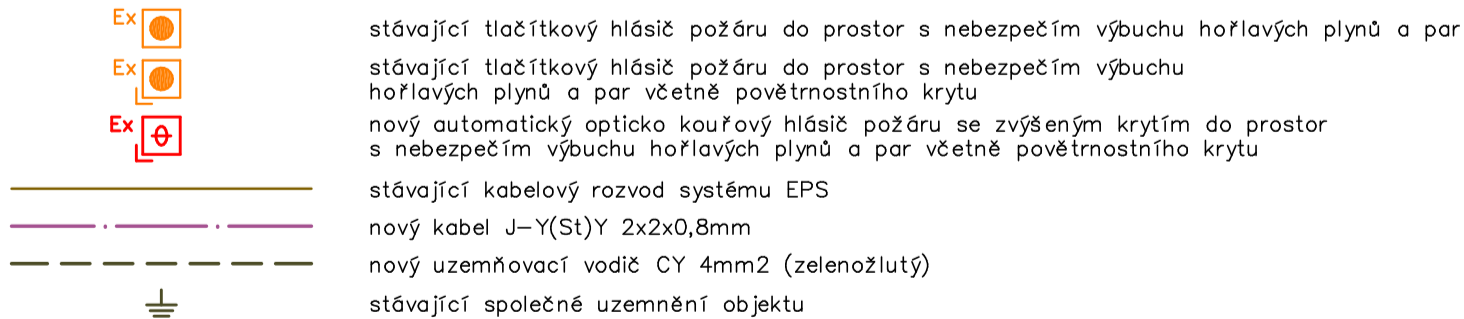 Ex stávající tlačítkový hlásič požáru do prostor s nebezpečím výbuchu hořlavých plynů a par
Ex stávající tlačítkový hlásič požáru do prostor s nebezpečím výbuchu
hořlavých plynů a par včetně povětrnostního krytu
Ex nový automatický opticko kouřový hlásič požáru se zvýšeným krytím do prostor
s nebezpečím výbuchu hořlavých plynů a par včetně povětrnostního krytu
stávající kabelový rozvod systému EPS
nový kabel J-Y(St)Y 2x2x0,8mm
nový uzemňovací vodič CY 4mm2 (zelenožlutý)
stávající společné uzemnění objektu